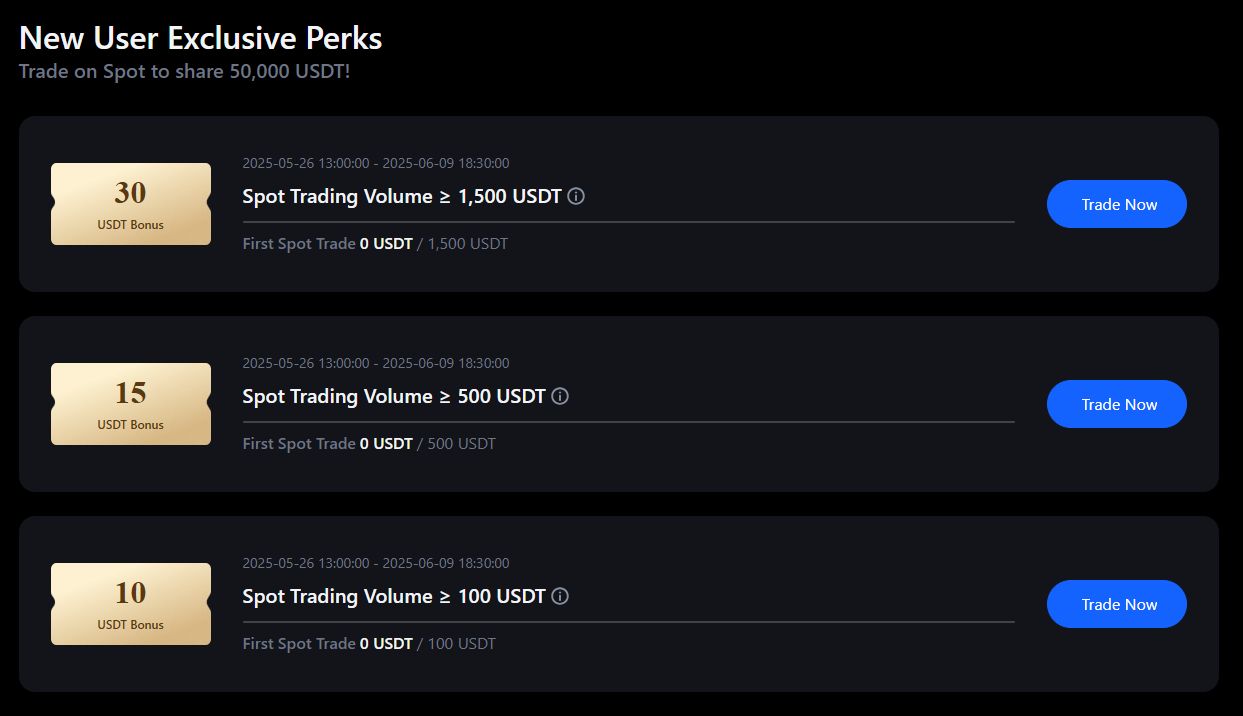 New User Exclusive Perks
Trade on Spot to share 50,000 USDT!
30
USDT Bonus
2025-05-26 13:00:00 - 2025-06-09 18:30:00
Spot Trading Volume ≥ 1,500 USDT
First Spot Trade 0 USDT / 1,500 USDT
Trade Now
15
USDT Bonus
2025-05-26 13:00:00 - 2025-06-09 18:30:00
Spot Trading Volume ≥ 500 USDT
First Spot Trade 0 USDT / 500 USDT
Trade Now
10
USDT Bonus
2025-05-26 13:00:00 - 2025-06-09 18:30:00
Spot Trading Volume ≥ 100 USDT
First Spot Trade 0 USDT / 100 USDT
Trade Now